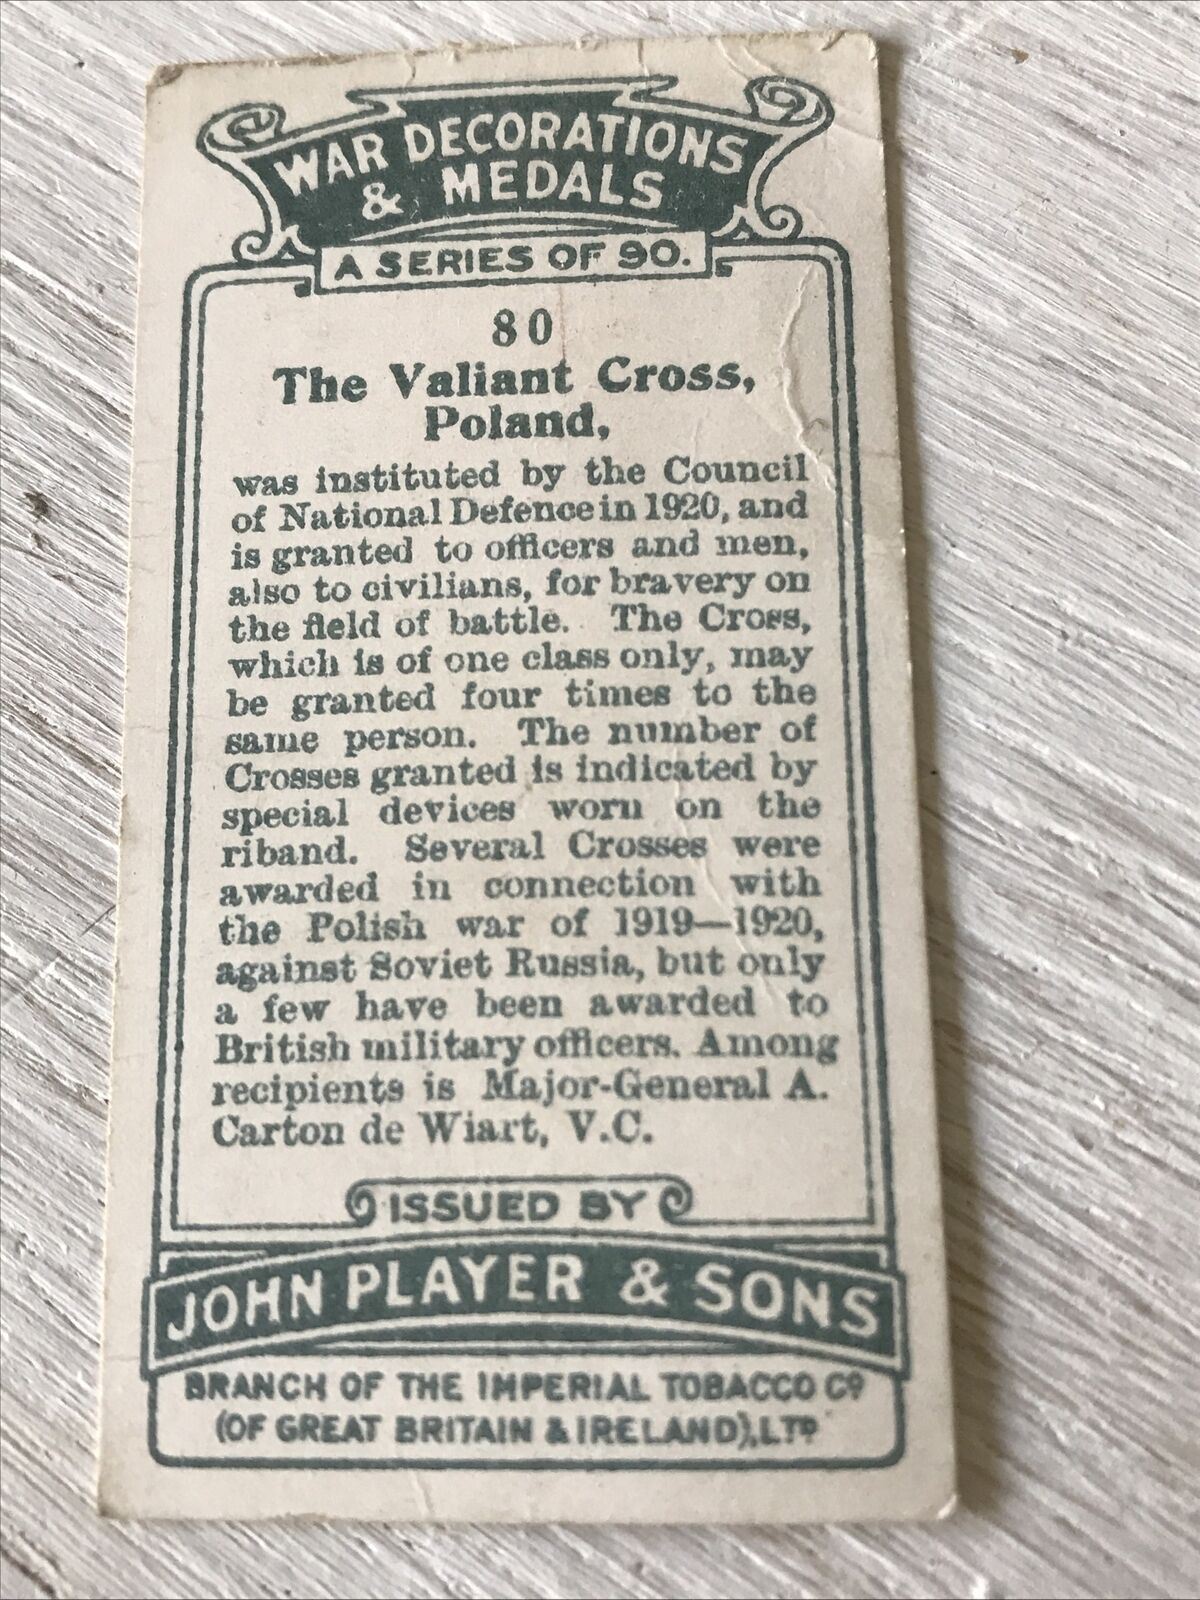 WAR DECORATIONS
& MEDALS
A SERIES OF 90.
80
The Valiant Cross,
Poland,
was instituted by the Council
of National Defence in 1920, and
is granted to officers and men,
also to civilians, for bravery on
the field of battle. The Cross,
which is of one class only, may
be granted four times to the
same person. The number of
Crosses granted is indicated by
special devices worn on the
riband. Several Crosses were
awarded in connection with
the Polish war of 1919—1920,
against Soviet Russia, but only
a few have been awarded to
British military officers. Among
recipients is Major-General A.
Carton de Wiart, V.C.
ISSUED BY
JOHN PLAYER & SONS
BRANCH OF THE IMPERIAL TOBACCO Co
(OF GREAT BRITAIN & IRELAND), LTD